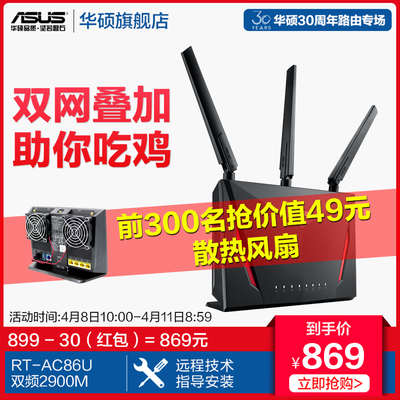 ASUS 华硕旗舰店
华硕品质·坚若磐石
30 YEARS 华硕30周年路由专场
双网叠加
助你吃鸡
前300名抢价值49元
散热风扇
活动时间:4月8日10:00-4月11日8:59
899-30（红包）=869元
RT-AC86U
双频2900M
远程技术
指导安装
到手价
¥869
立即抢购>